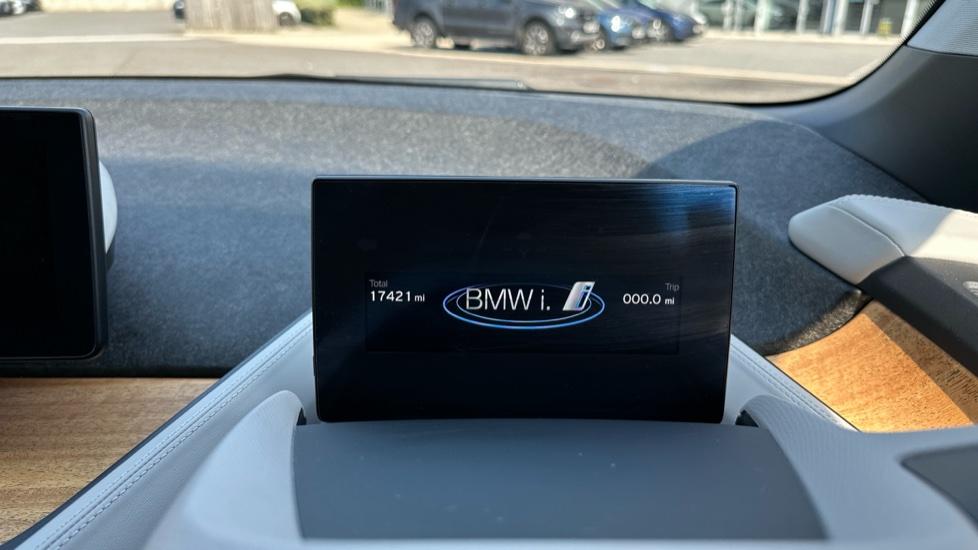 Total
17421 mi
BMW i. i
Trip
000.0 mi